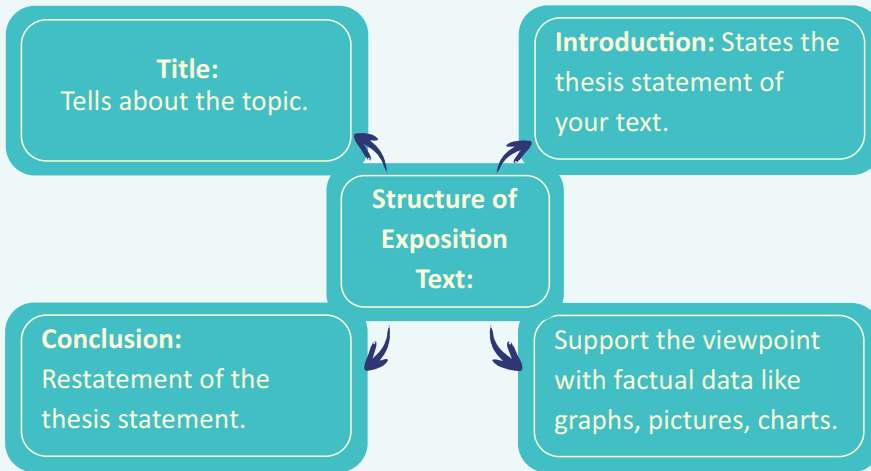 Title:
Tells about the topic.
Introduction: States the
thesis statement of
your text.
Structure of
Exposition
Text:
Conclusion:
Restatement of the
thesis statement.
Support the viewpoint
with factual data like
graphs, pictures, charts.